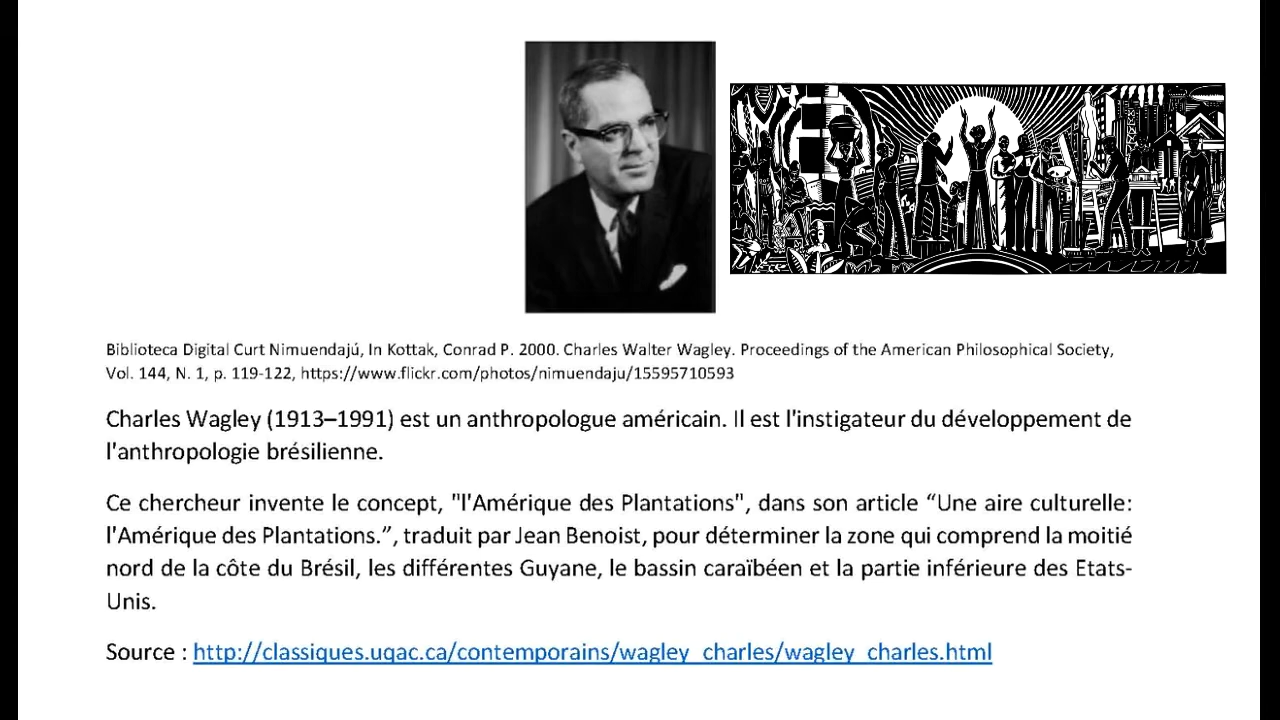 Biblioteca Digital Curt Nimuendajú, In Kottak, Conrad P. 2000. Charles Walter Wagley. Proceedings of the American Philosophical Society,
Vol. 144, N. 1, p. 119-122, https://www.flickr.com/photos/nimuendaju/15595710593
Charles Wagley (1913–1991) est un anthropologue américain. Il est l'instigateur du développement de
l'anthropologie brésilienne.
Ce chercheur invente le concept, "l'Amérique des Plantations", dans son article “Une aire culturelle:
l'Amérique des Plantations.”, traduit par Jean Benoist, pour déterminer la zone qui comprend la moitié
nord de la côte du Brésil, les différentes Guyane, le bassin caraïbéen et la partie inférieure des Etats-
Unis.
Source : http://classiques.uqac.ca/contemporains/wagley_charles/wagley_charles.html